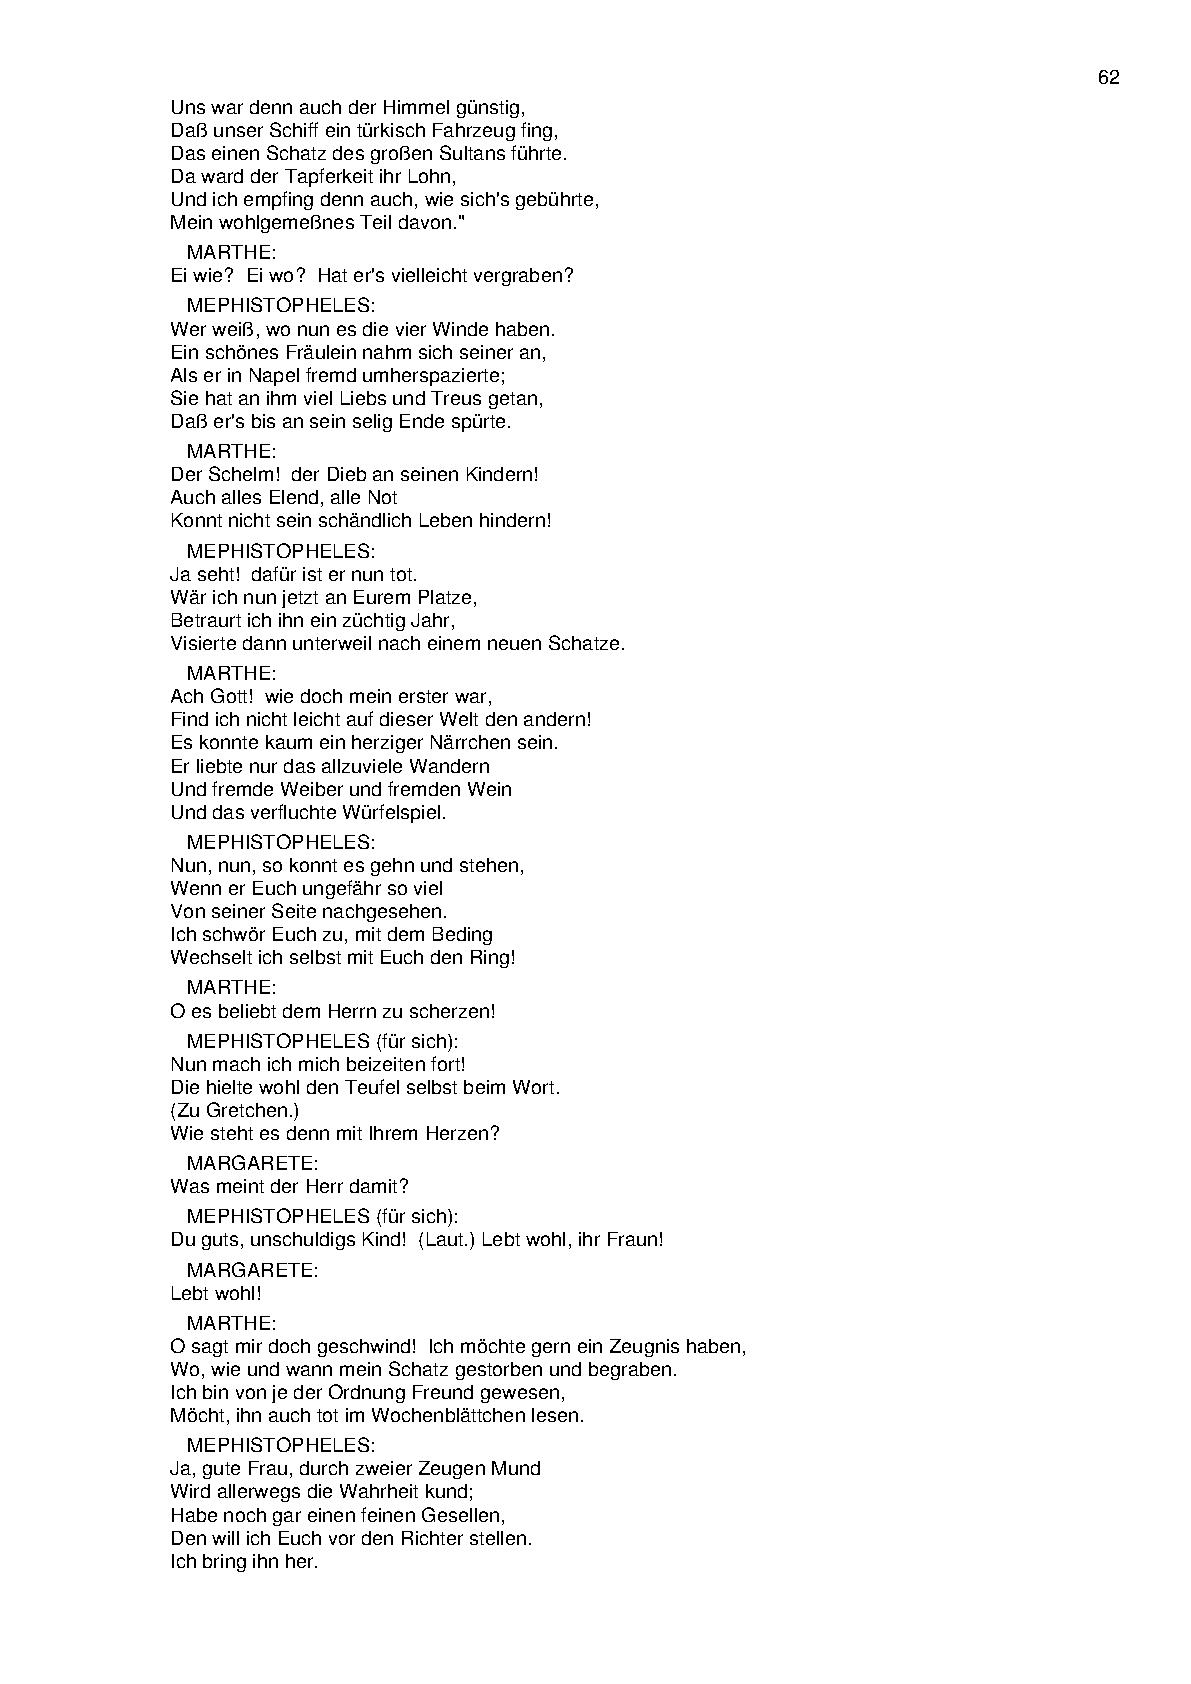 62
Uns war denn auch der Himmel günstig,
Daß unser Schiff ein türkisch Fahrzeug fing,
Das einen Schatz des großen Sultans führte.
Da ward der Tapferkeit ihr Lohn,
Und ich empfing denn auch, wie sich's gebührte,
Mein wohlgemeßnes Teil davon."
MARTHE:
Ei wie?  Ei wo?  Hat er's vielleicht vergraben?
MEPHISTOPHELES:
Wer weiß, wo nun es die vier Winde haben.
Ein schönes Fräulein nahm sich seiner an,
Als er in Napel fremd umherspazierte;
Sie hat an ihm viel Liebs und Treus getan,
Daß er's bis an sein selig Ende spürte.
MARTHE:
Der Schelm!  der Dieb an seinen Kindern!
Auch alles Elend, alle Not
Konnt nicht sein schändlich Leben hindern!
MEPHISTOPHELES:
Ja seht!  dafür ist er nun tot.
Wär ich nun jetzt an Eurem Platze,
Betraurt ich ihn ein züchtig Jahr,
Visierte dann unterweil nach einem neuen Schatze.
MARTHE:
Ach Gott!  wie doch mein erster war,
Find ich nicht leicht auf dieser Welt den andern!
Es konnte kaum ein herziger Närrchen sein.
Er liebte nur das allzuviele Wandern
Und fremde Weiber und fremden Wein
Und das verfluchte Würfelspiel.
MEPHISTOPHELES:
Nun, nun, so konnt es gehn und stehen,
Wenn er Euch ungefähr so viel
Von seiner Seite nachgesehen.
Ich schwör Euch zu, mit dem Beding
Wechselt ich selbst mit Euch den Ring!
MARTHE:
O es beliebt dem Herrn zu scherzen!
MEPHISTOPHELES (für sich):
Nun mach ich mich beizeiten fort!
Die hielte wohl den Teufel selbst beim Wort.
(Zu Gretchen.)
Wie steht es denn mit Ihrem Herzen?
MARGARETE:
Was meint der Herr damit?
MEPHISTOPHELES (für sich):
Du guts, unschuldigs Kind!  (Laut.) Lebt wohl, ihr Fraun!
MARGARETE:
Lebt wohl!
MARTHE:
O sagt mir doch geschwind!  Ich möchte gern ein Zeugnis haben,
Wo, wie und wann mein Schatz gestorben und begraben.
Ich bin von je der Ordnung Freund gewesen,
Möcht, ihn auch tot im Wochenblättchen lesen.
MEPHISTOPHELES:
Ja, gute Frau, durch zweier Zeugen Mund
Wird allerwegs die Wahrheit kund;
Habe noch gar einen feinen Gesellen,
Den will ich Euch vor den Richter stellen.
Ich bring ihn her.